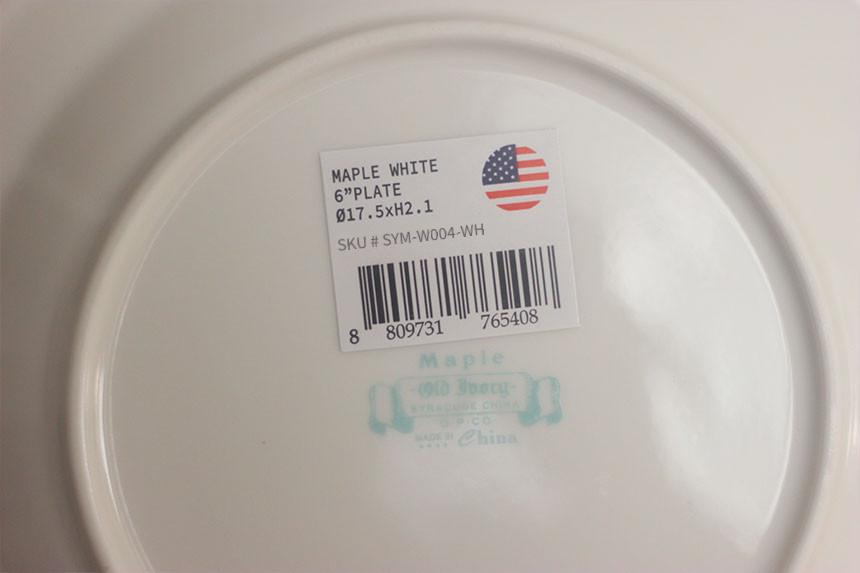 MAPLE WHITE
6”PLATE
Ø17.5xH2.1
SKU # SYM-W004-WH
8 809731 765408
Maple
-Old Ivory-
SYRACUSE CHINA
O·P·CO
MADE IN China